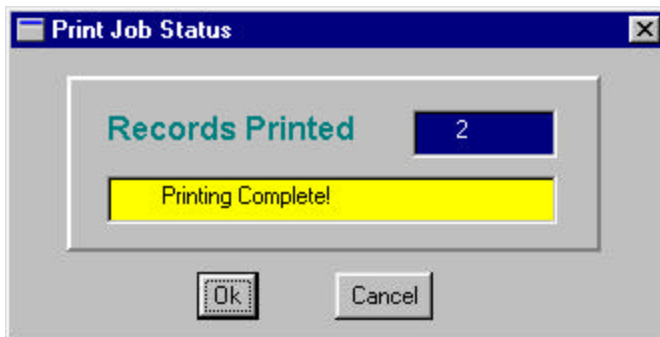 Print Job Status
Records Printed 2
Printing Complete!
Ok Cancel